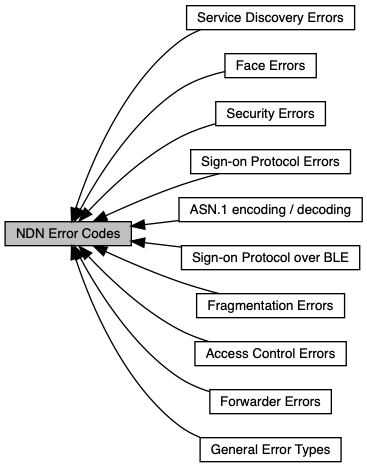 Service Discovery Errors
Face Errors
Security Errors
Sign-on Protocol Errors
ASN.1 encoding / decoding
NDN Error Codes
Sign-on Protocol over BLE
Fragmentation Errors
Access Control Errors
Forwarder Errors
General Error Types